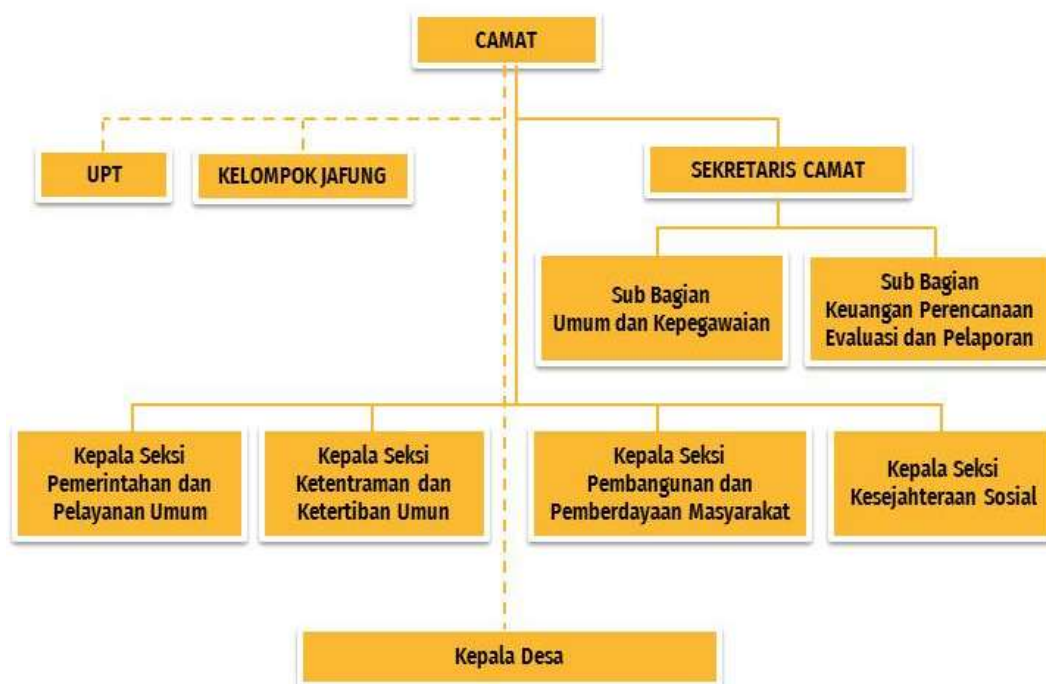 CAMAT
UPT
KELOMPOK JAFUNG
SEKRETARIS CAMAT
Sub Bagian
Umum dan Kepegawaian
Sub Bagian
Keuangan Perencanaan
Evaluasi dan Pelaporan
Kepala Seksi
Pemerintahan dan
Pelayanan Umum
Kepala Seksi
Ketentraman dan
Ketertiban Umun
Kepala Seksi
Pembangunan dan
Pemberdayaan Masyarakat
Kepala Seksi
Kesejahteraan Sosial
Kepala Desa